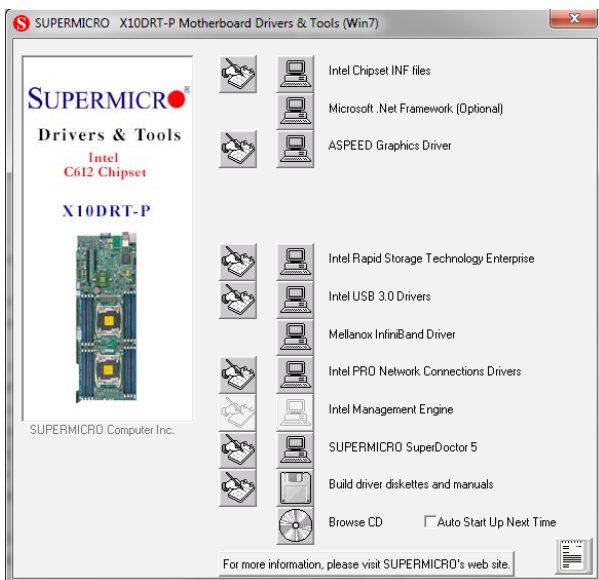 SUPERMICRO X10DRT-P Motherboard Drivers & Tools (Win7)
SUPERMICRO®
Drivers & Tools
Intel
C612 Chipset
X10DRT-P
SUPERMICRO Computer Inc.
Intel Chipset INF files
Microsoft .Net Framework (Optional)
ASPEED Graphics Driver
Intel Rapid Storage Technology Enterprise
Intel USB 3.0 Drivers
Mellanox InfiniBand Driver
Intel PRO Network Connections Drivers
Intel Management Engine
SUPERMICRO SuperDoctor 5
Build driver diskettes and manuals
Browse CD
Auto Start Up Next Time
For more information, please visit SUPERMICRO's web site.